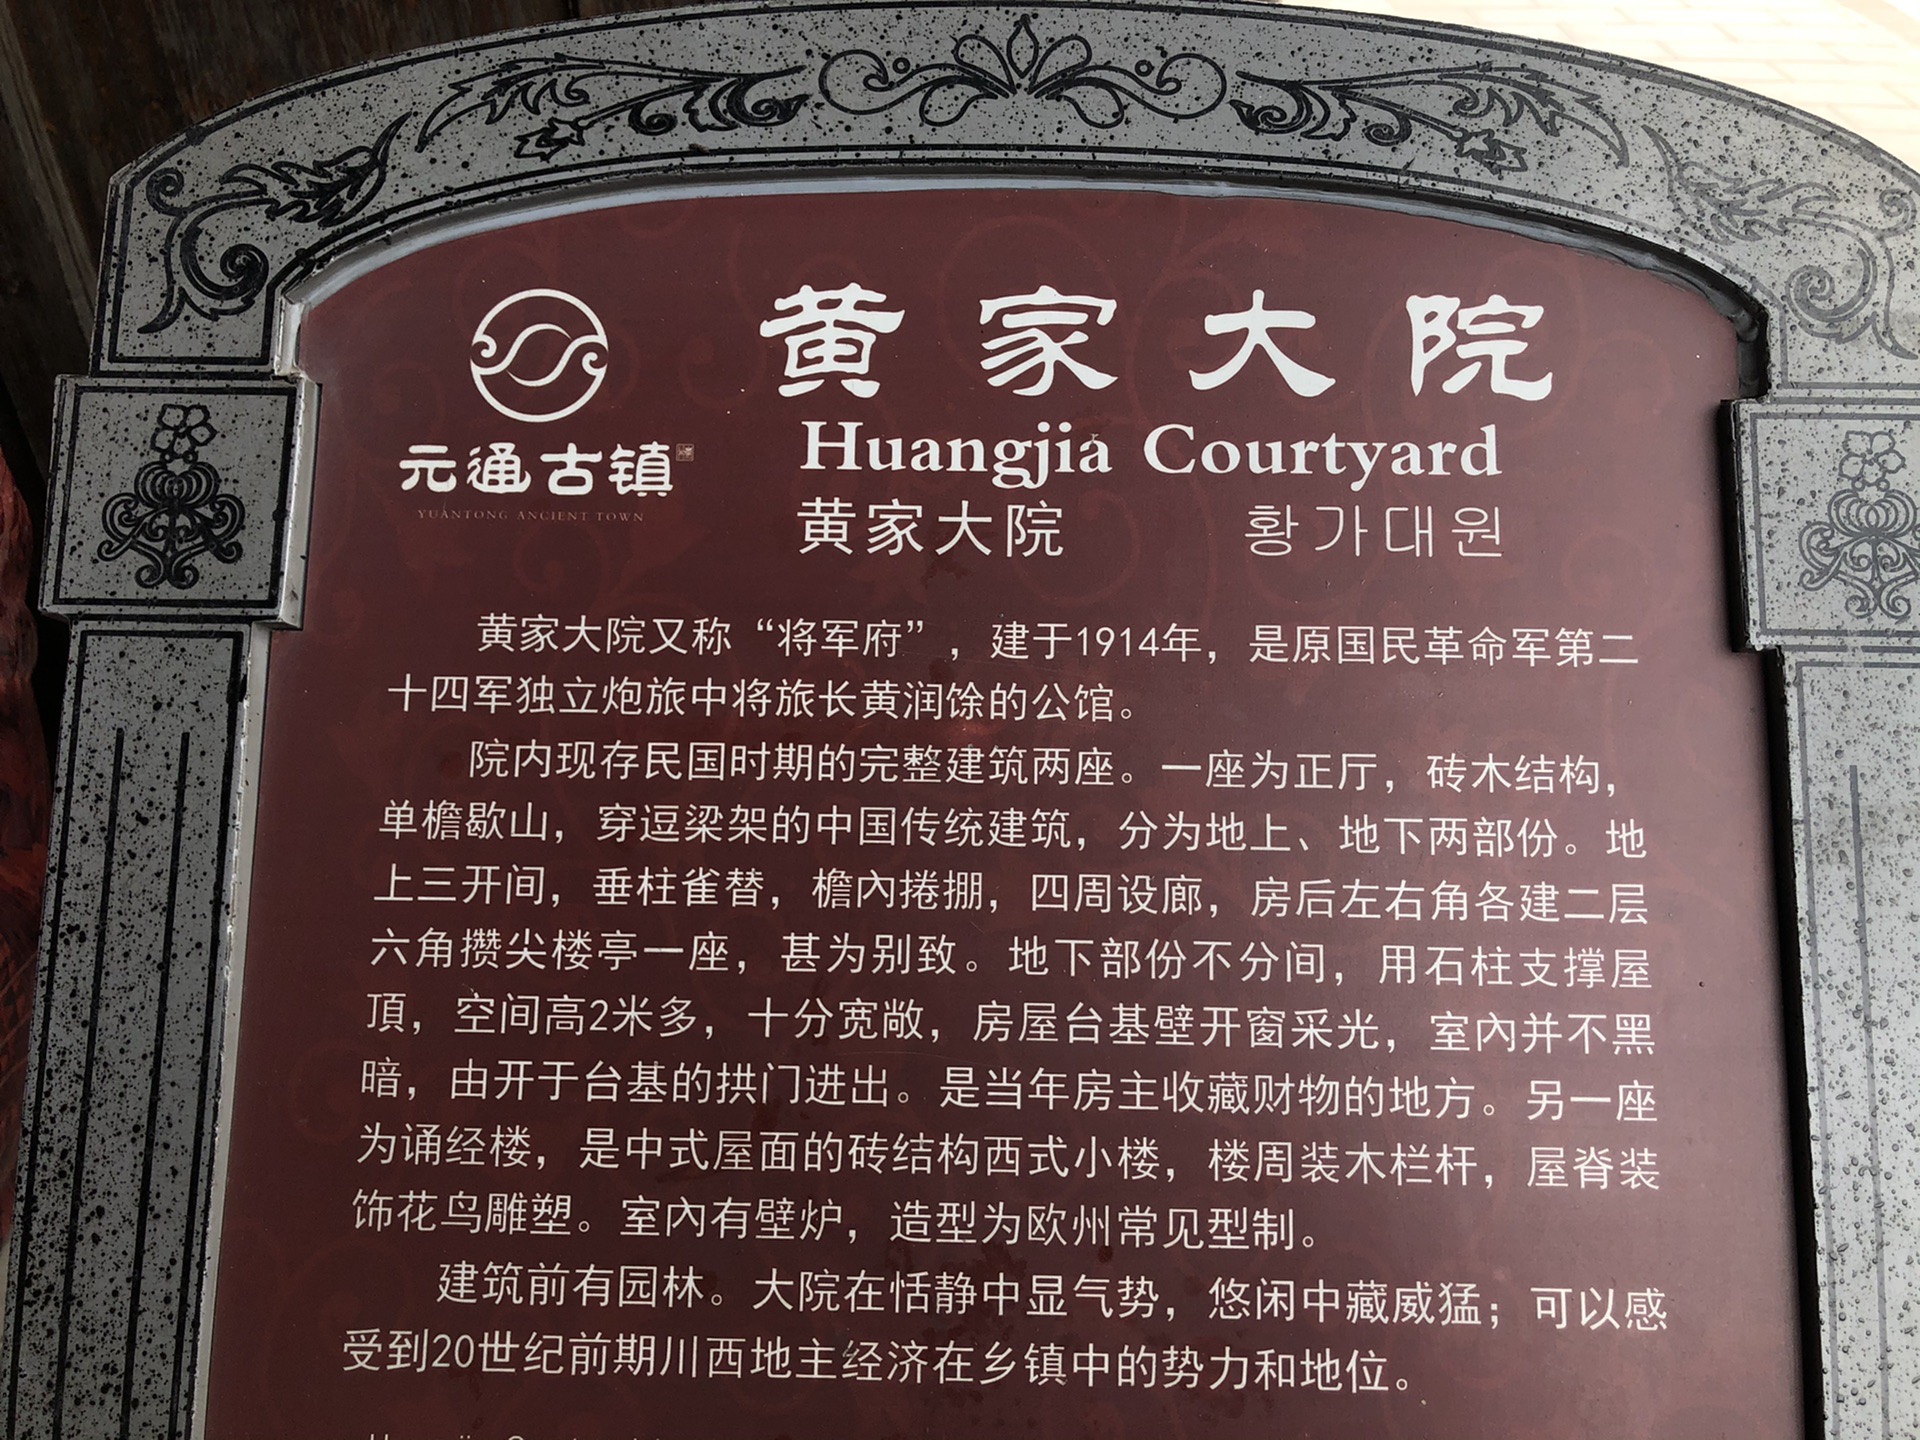 黄家大院
Huangjia Courtyard
元通古镇
YUANTONG ANCIENT TOWN
黄家大院 황가대원
黄家大院又称“将军府”，建于1914年，是原国民革命军第二
十四军独立炮旅中将旅长黄润馀的公馆。
院内现存民国时期的完整建筑两座。一座为正厅，砖木结构，
单檐歇山，穿逗梁架的中国传统建筑，分为地上、地下两部份。地
上三开间，垂柱雀替，檐內捲掤，四周设廊，房后左右角各建二层
六角攒尖楼亭一座，甚为别致。地下部份不分间，用石柱支撑屋
頂，空间高2米多，十分宽敞，房屋台基壁开窗采光，室內并不黑
暗，由开于台基的拱门进出。是当年房主收藏财物的地方。另一座
为诵经楼，是中式屋面的砖结构西式小楼，楼周装木栏杆，屋脊装
饰花鸟雕塑。室內有壁炉，造型为欧州常见型制。
建筑前有园林。大院在恬静中显气势，悠闲中藏威猛；可以感
受到20世纪前期川西地主经济在乡镇中的势力和地位。